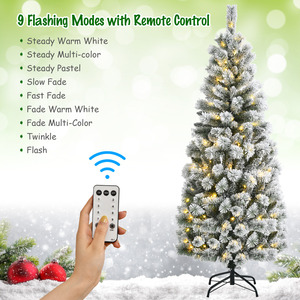 9 Flashing Modes with Remote Control
Steady Warm White
Steady Multi-color
Steady Pastel
Slow Fade
Fast Fade
Fade Warm White
Fade Multi-Color
Twinkle
Flash